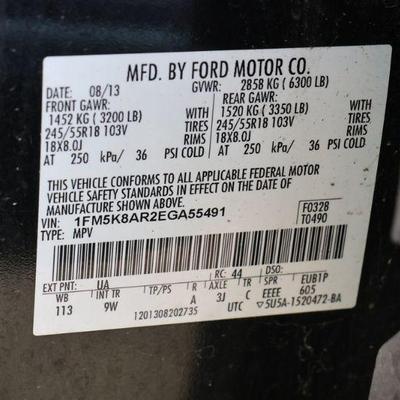 MFD. BY FORD MOTOR CO.
DATE: 08/13 GVWR: 2858 KG ( 6300 LB)
FRONT GAWR: REAR GAWR:
1452 KG ( 3200 LB) WITH 1520 KG ( 3350 LB) WITH
245/55R18 103V TIRES 245/55R18 103V TIRES
18X8.0J RIMS 18X8.0J RIMS
AT 250 kPa/ 36 PSI COLD AT 250 kPa/ 36 PSI COLD
THIS VEHICLE CONFORMS TO ALL APPLICABLE FEDERAL MOTOR
VEHICLE SAFETY STANDARDS IN EFFECT ON THE DATE OF
MANUFACTURE SHOWN ABOVE.
VIN: 1FM5K8AR2EGA55491 F0328
TYPE: MPV T0490
EXT PNT: UA RC: 44 DSO: EUB1P
WB TP/PS R AXLE TR SPR 605
113 9W A 3J C EEEE
1201308202735 UTC ▽5U5A-1520472-BA